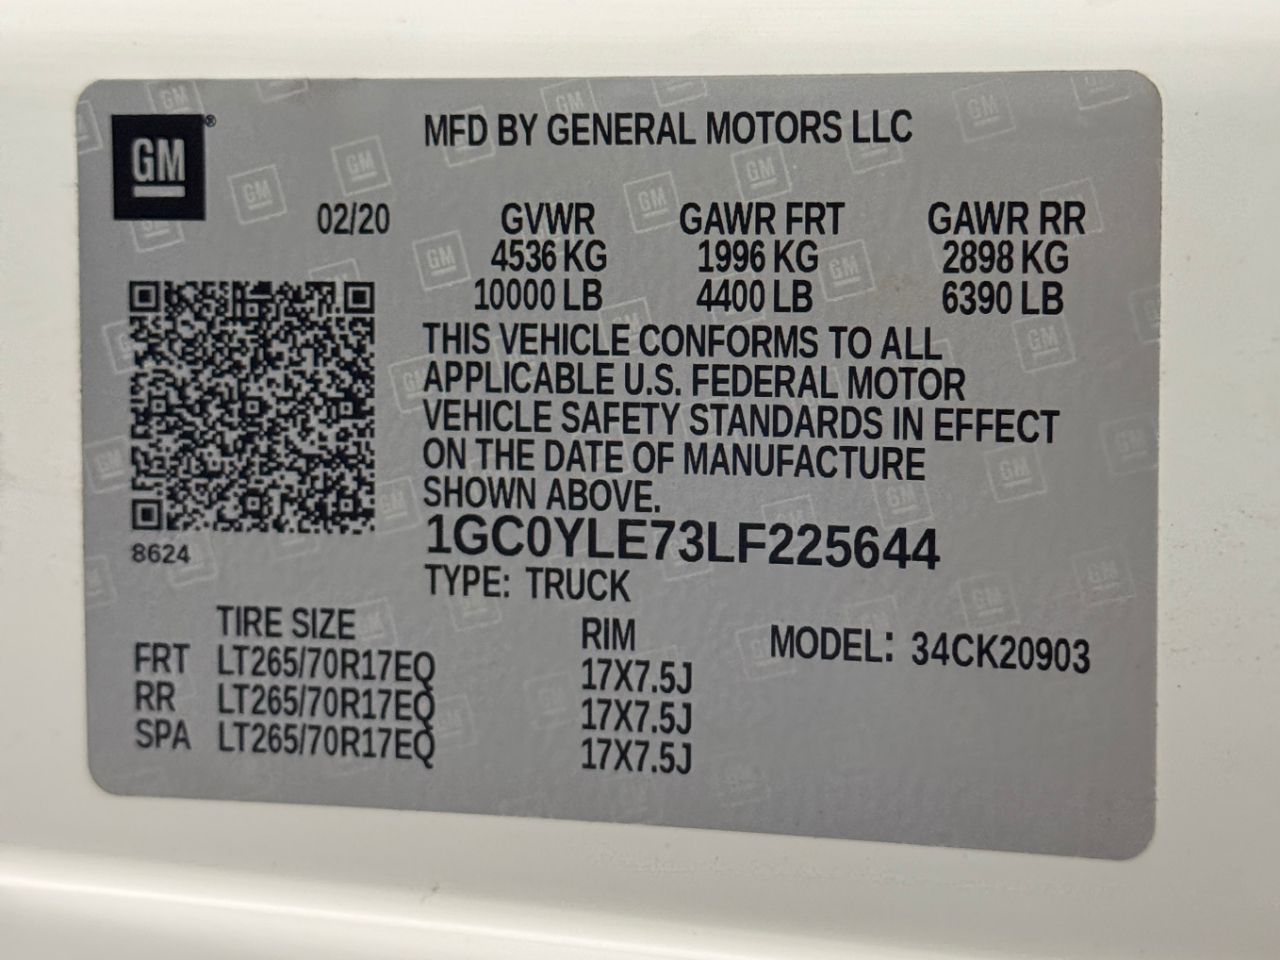 GM®
MFD BY GENERAL MOTORS LLC
02/20 GVWR GAWR FRT GAWR RR
4536 KG 1996 KG 2898 KG
10000 LB 4400 LB 6390 LB
THIS VEHICLE CONFORMS TO ALL
APPLICABLE U.S. FEDERAL MOTOR
VEHICLE SAFETY STANDARDS IN EFFECT
ON THE DATE OF MANUFACTURE
SHOWN ABOVE.
1GC0YLE73LF225644
8624
TYPE: TRUCK
TIRE SIZE RIM MODEL: 34CK20903
FRT LT265/70R17EQ 17X7.5J
RR LT265/70R17EQ 17X7.5J
SPA LT265/70R17EQ 17X7.5J